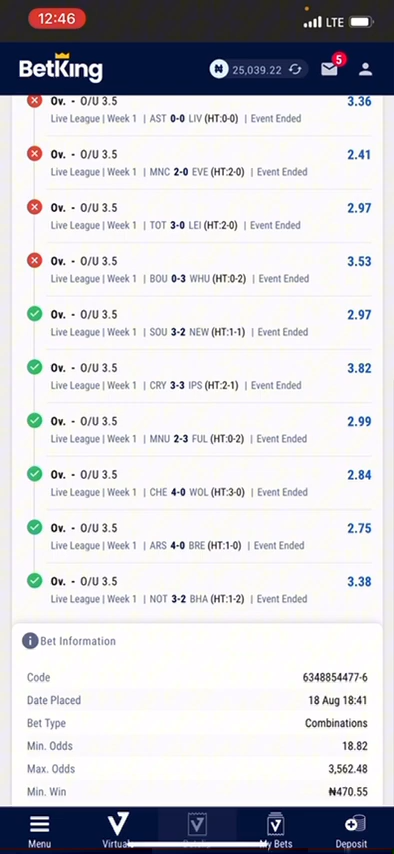 12:46
LTE
BetKing
₦ 25,039.22
5
Ov. - O/U 3.5 3.36
Live League | Week 1 | AST 0-0 LIV (HT:0-0) | Event Ended
Ov. - O/U 3.5 2.41
Live League | Week 1 | MNC 2-0 EVE (HT:2-0) | Event Ended
Ov. - O/U 3.5 2.97
Live League | Week 1 | TOT 3-0 LEI (HT:2-0) | Event Ended
Ov. - O/U 3.5 3.53
Live League | Week 1 | BOU 0-3 WHU (HT:0-2) | Event Ended
Ov. - O/U 3.5 2.97
Live League | Week 1 | SOU 3-2 NEW (HT:1-1) | Event Ended
Ov. - O/U 3.5 3.82
Live League | Week 1 | CRY 3-3 IPS (HT:2-1) | Event Ended
Ov. - O/U 3.5 2.99
Live League | Week 1 | MNU 2-3 FUL (HT:0-2) | Event Ended
Ov. - O/U 3.5 2.84
Live League | Week 1 | CHE 4-0 WOL (HT:3-0) | Event Ended
Ov. - O/U 3.5 2.75
Live League | Week 1 | ARS 4-0 BRE (HT:1-0) | Event Ended
Ov. - O/U 3.5 3.38
Live League | Week 1 | NOT 3-2 BHA (HT:1-2) | Event Ended
Bet Information
Code 6348854477-6
Date Placed 18 Aug 18:41
Bet Type Combinations
Min. Odds 18.82
Max. Odds 3,562.48
Min. Win ₦470.55
Menu Virtuals My Bets Deposit